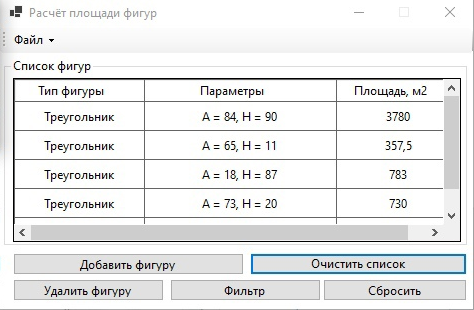 Расчёт площади фигур
Файл
Список фигур
Тип фигуры Параметры Площадь, м2
Треугольник A = 84, H = 90 3780
Треугольник A = 65, H = 11 357,5
Треугольник A = 18, H = 87 783
Треугольник A = 73, H = 20 730
Добавить фигуру Очистить список
Удалить фигуру Фильтр Сбросить